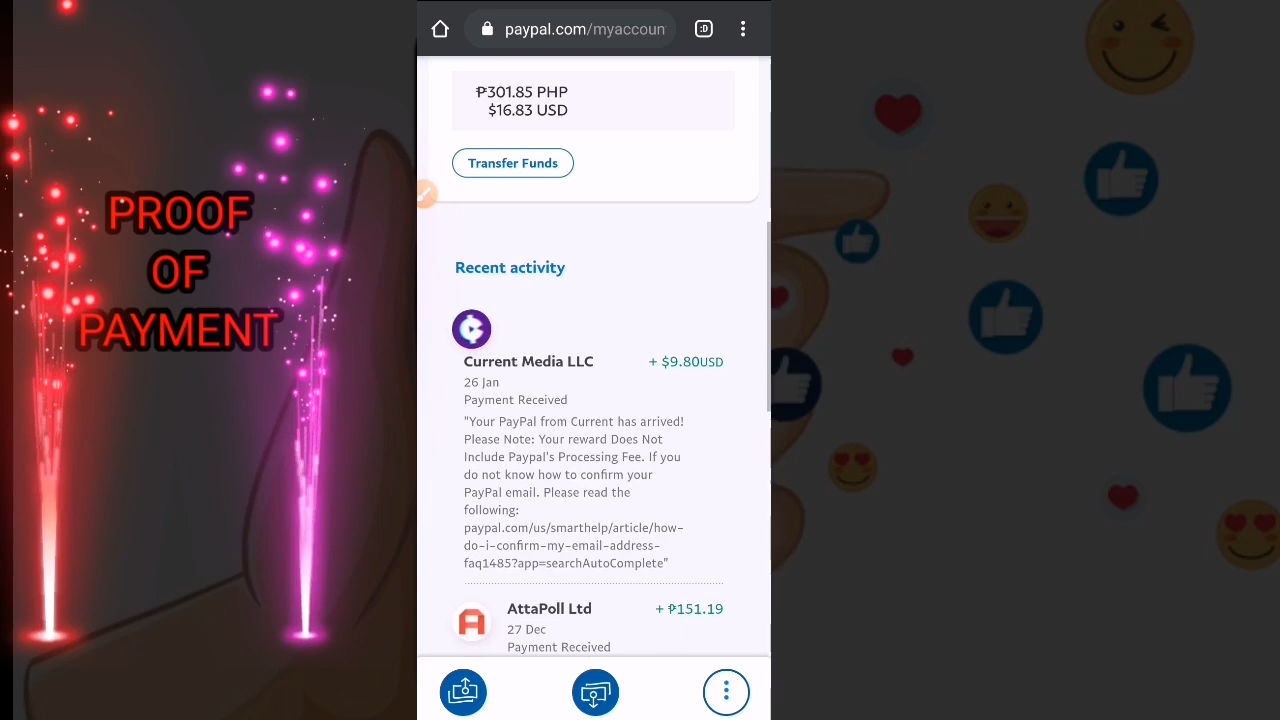 PROOF
OF
PAYMENT
:D
paypal.com/myaccoun
₱301.85 PHP
$16.83 USD
Transfer Funds
Recent activity
Current Media LLC + $9.80USD
26 Jan
Payment Received
"Your PayPal from Current has arrived!
Please Note: Your reward Does Not
Include Paypal's Processing Fee. If you
do not know how to confirm your
PayPal email. Please read the
following:
paypal.com/us/smarthelp/article/how-
do-i-confirm-my-email-address-
faq1485?app=searchAutoComplete"
AttaPoll Ltd + ₱151.19
27 Dec
Payment Received